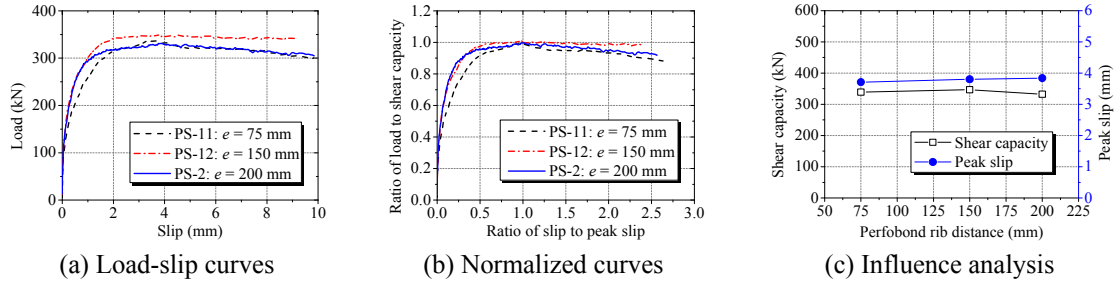 400
300
200
100
0
0 2 4 6 8 10
Load (kN)
Slip (mm)
PS-11: e = 75 mm
PS-12: e = 150 mm
PS-2: e = 200 mm
(a) Load-slip curves
1.2
1.0
0.8
0.6
0.4
0.2
0.0
0.0 0.5 1.0 1.5 2.0 2.5 3.0
Ratio of load to shear capacity
Ratio of slip to peak slip
PS-11: e = 75 mm
PS-12: e = 150 mm
PS-2: e = 200 mm
(b) Normalized curves
600
500
400
300
200
100
0
50 75 100 125 150 175 200 225
6
5
4
3
2
1
0
Shear capacity (kN)
Peak slip (mm)
Perfobond rib distance (mm)
Shear capacity
Peak slip
(c) Influence analysis